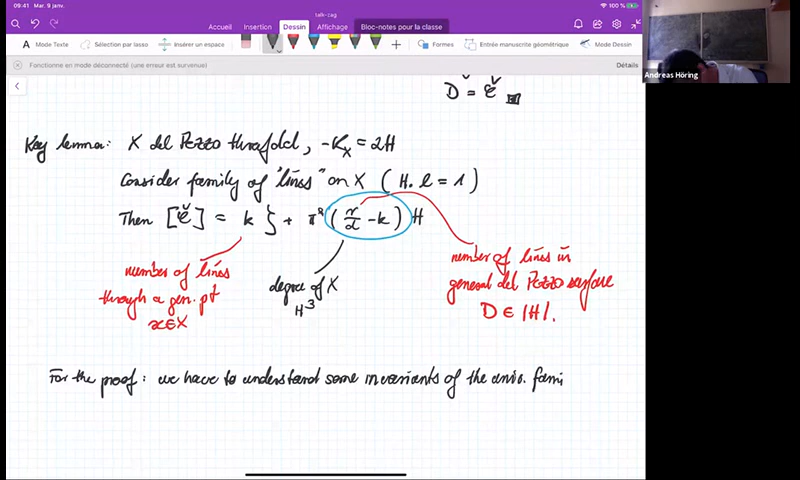 09:41 Mar. 9 janv.
talk-zag
100 %
Accueil Insertion Dessin Affichage Bloc-notes pour la classe
Mode Texte Sélection par lasso Insérer un espace Formes Entrée manuscrite géométrique Mode Dessin
Fonctionne en mode déconnecté (une erreur est survenue) Détails
Andreas Höring
Key lemma: X del Pezzo threefold, -K_X = 2H
Consider family of "lines" on X (H.l = 1)
Then [Č] = k ξ + π* (r/d - k) H
number of lines
through a gen. pt
x∈X
degree of X
H^3
number of lines in
general del Pezzo surface
D ∈ |H|.
For the proof: we have to understand some invariants of the univ. fami